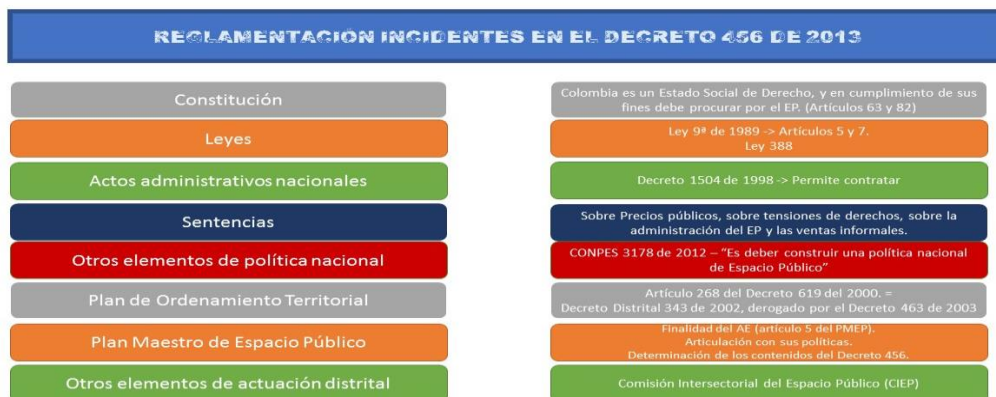 REGLAMENTACIÓN INCIDENTES EN EL DECRETO 456 DE 2013
Constitución
Colombia es un Estado Social de Derecho, y en cumplimiento de sus
fines debe procurar por el EP. (Artículos 63 y 82)
Leyes
Ley 9ª de 1989 -> Artículos 5 y 7.
Ley 388
Actos administrativos nacionales
Decreto 1504 de 1998 -> Permite contratar
Sentencias
Sobre Precios públicos, sobre tensiones de derechos, sobre la
administración del EP y las ventas informales.
Otros elementos de política nacional
CONPES 3178 de 2012 – “Es deber construir una política nacional
de Espacio Público”
Plan de Ordenamiento Territorial
Artículo 268 del Decreto 619 del 2000. =
Decreto Distrital 343 de 2002, derogado por el Decreto 463 de 2003
Plan Maestro de Espacio Público
Finalidad del AE (artículo 5 del PMEP).
Articulación con sus políticas.
Determinación de los contenidos del Decreto 456.
Otros elementos de actuación distrital
Comisión Intersectorial del Espacio Público (CIEP)